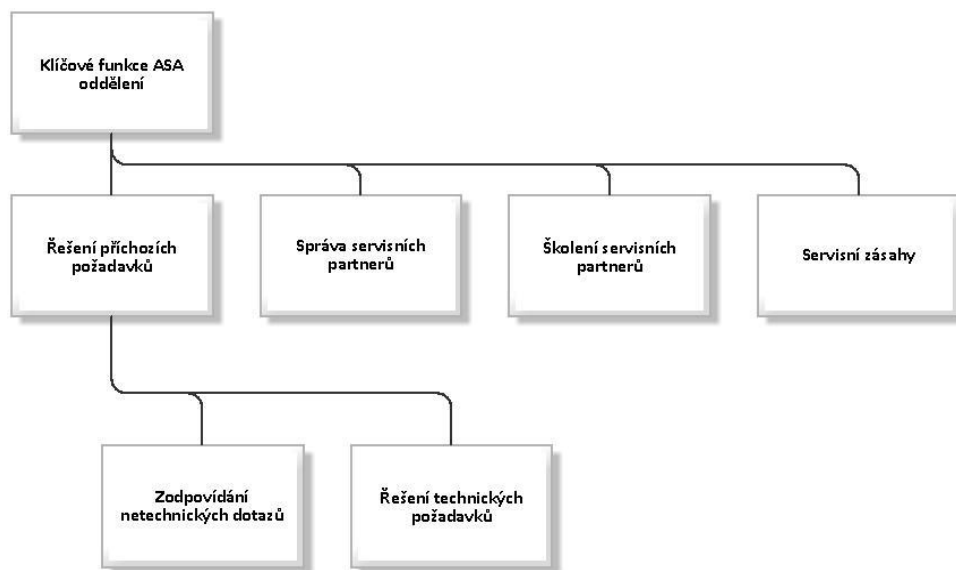 Klíčové funkce ASA
oddělení
Řešení příchozích
požadavků
Správa servisních
partnerů
Školení servisních
partnerů
Servisní zásahy
Zodpovídání
netechnických dotazů
Řešení technických
požadavků